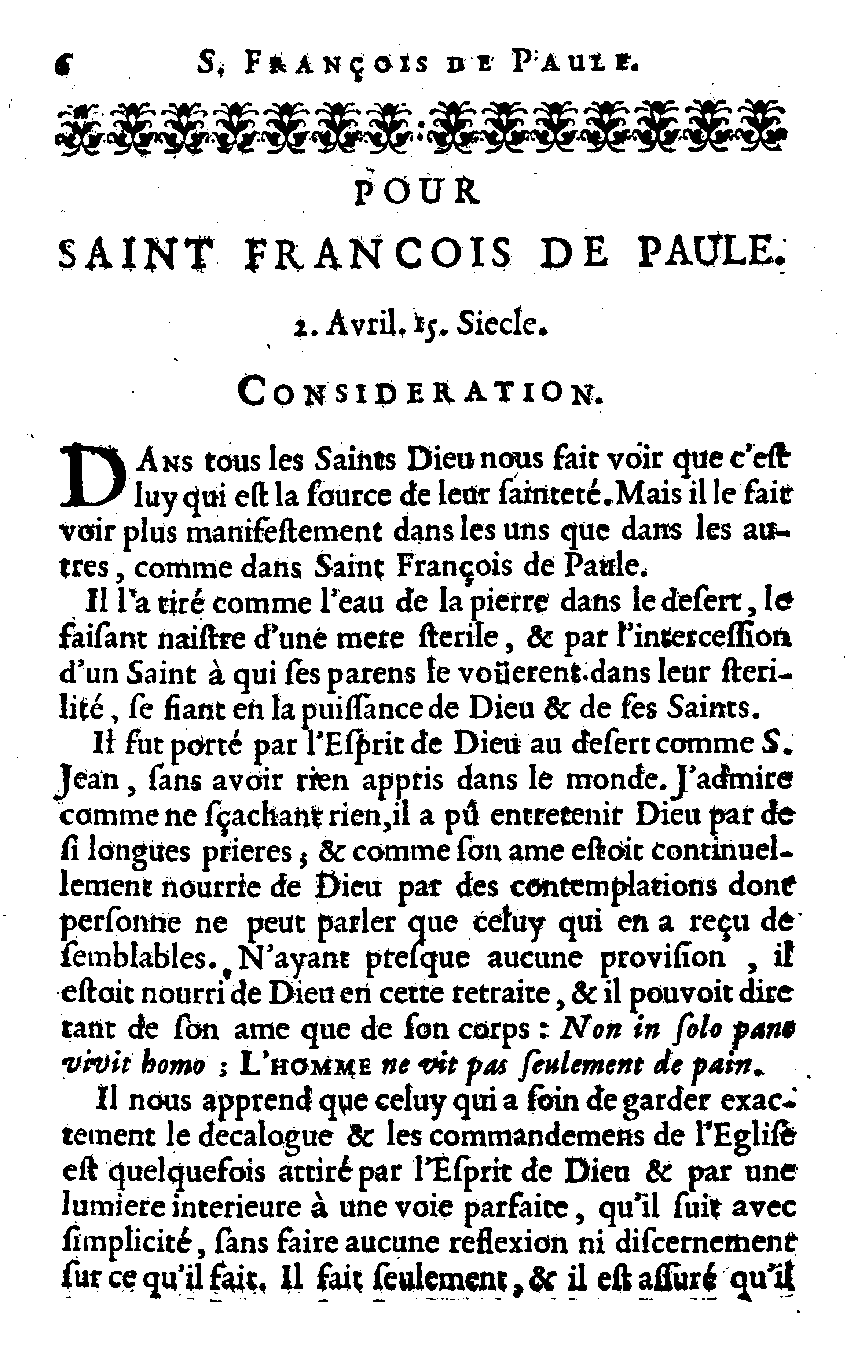 6 S. FRANÇOIS DE PAULE.
POUR
SAINT FRANCOIS DE PAULE.
2. Avril. 15. Siecle.
CONSIDERATION.
DANS tous les Saints Dieu nous fait voir que c'eſt
luy qui eſt la ſource de leur ſainteté. Mais il le fait
voir plus manifeſtement dans les uns que dans les au-
tres, comme dans Saint François de Paule.
Il l'a tiré comme l'eau de la pierre dans le deſert, le
faiſant naiſtre d'une mere ſterile, & par l'interceſſion
d'un Saint à qui ſes parens le voüerent dans leur ſteri-
lité, ſe fiant en la puiſſance de Dieu & de ſes Saints.
Il fut porté par l'Eſprit de Dieu au deſert comme S.
Jean, ſans avoir rien appris dans le monde. J'admire
comme ne ſçachant rien, il a pû entretenir Dieu par de
ſi longues prieres; & comme ſon ame eſtoit continuel-
lement nourrie de Dieu par des contemplations dont
perſonne ne peut parler que celuy qui en a reçu de
ſemblables. N'ayant preſque aucune proviſion, il
eſtoit nourri de Dieu en cette retraite, & il pouvoit dire
tant de ſon ame que de ſon corps : Non in ſolo pane
vivit homo ; L'HOMME ne vit pas ſeulement de pain.
Il nous apprend que celuy qui a ſoin de garder exac-
tement le decalogue & les commandemens de l'Egliſe
eſt quelquefois attiré par l'Eſprit de Dieu & par une
lumiere interieure à une voie parfaite, qu'il ſuit avec
ſimplicité, ſans faire aucune reflexion ni diſcernement
ſur ce qu'il fait. Il fait ſeulement, & il eſt aſſuré qu'il